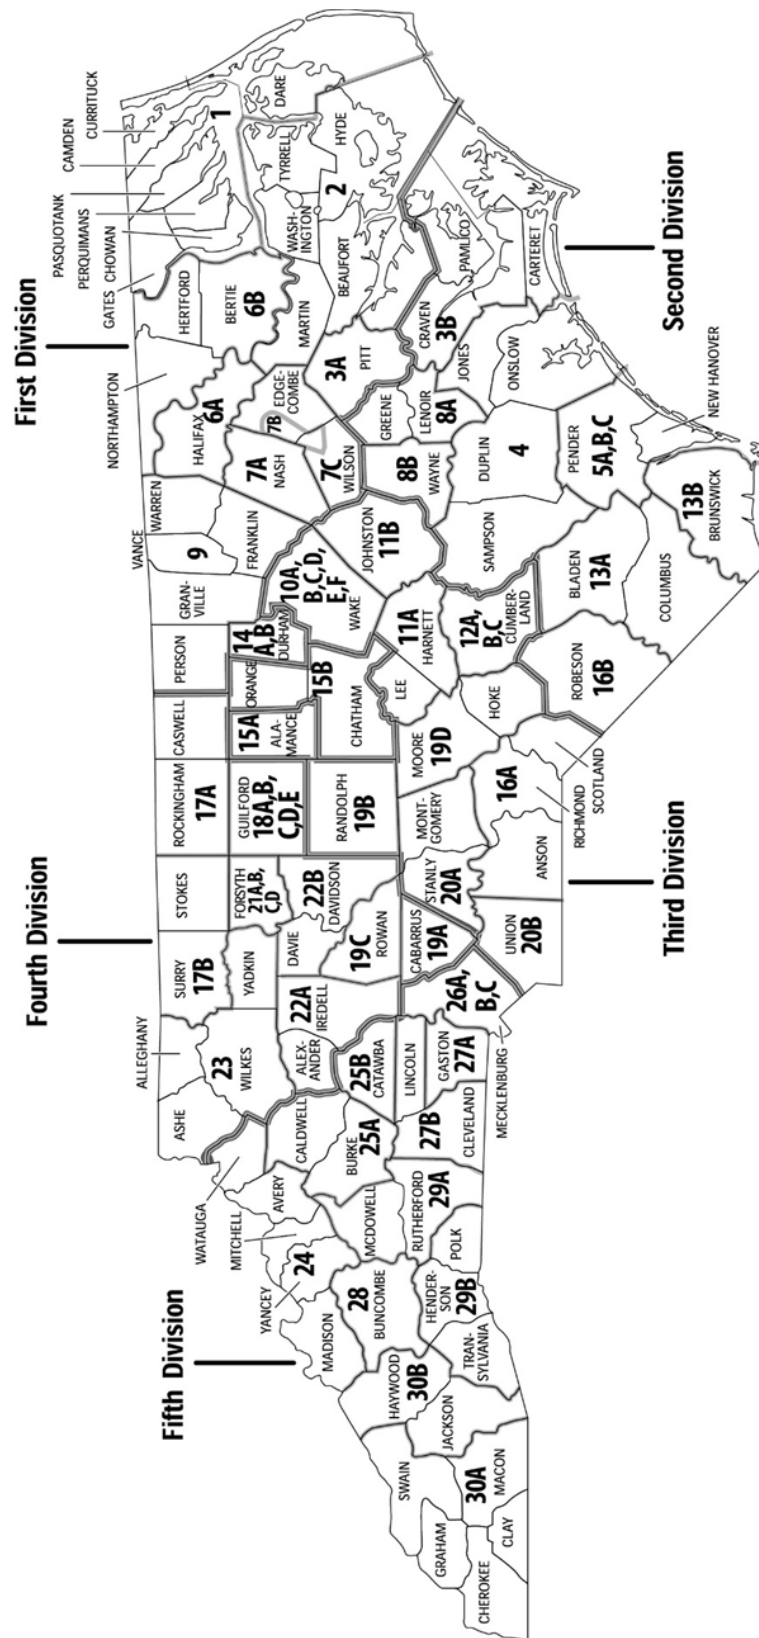 First Division
Second Division
Third Division
Fourth Division
Fifth Division
CURRITUCK
CAMDEN
PASQUOTANK
PERQUIMANS
CHOWAN
GATES
1
DARE
TYRRELL
HYDE
2
WASH-
INGTON
BEAUFORT
MARTIN
HERTFORD
BERTIE
6B
NORTHAMPTON
HALIFAX
6A
EDGE-
COMBE
7B
7A
NASH
7C
WILSON
3A
PITT
PAMLICO
CARTERET
CRAVEN
3B
JONES
ONSLOW
GREENE
LENOIR
8A
8B
WAYNE
DUPLIN
4
SAMPSON
PENDER
5A,B,C
NEW HANOVER
13B
BRUNSWICK
BLADEN
13A
COLUMBUS
WARREN
VANCE
9
FRANKLIN
GRAN-
VILLE
PERSON
10A,
B,C,D,
E,F
WAKE
JOHNSTON
11B
11A
HARNETT
LEE
12A,
B,C
CUMBER-
LAND
HOKE
ROBESON
16B
14
A,B
DURHAM
ORANGE
15B
CHATHAM
CASWELL
15A
ALA-
MANCE
ROCKINGHAM
17A
GUILFORD
18A,B,
C,D,E
RANDOLPH
19B
MOORE
19D
MONT-
GOMERY
16A
RICHMOND
SCOTLAND
ANSON
STANLY
20A
UNION
20B
CABARRUS
19A
26A,
B,C
MECKLENBURG
STOKES
FORSYTH
21A,B,
C,D
22B
DAVIDSON
DAVIE
19C
ROWAN
SURRY
17B
YADKIN
22A
IREDELL
ALLEGHANY
23
WILKES
ASHE
ALEX-
ANDER
25B
CATAWBA
LINCOLN
GASTON
27A
27B
CLEVELAND
CALDWELL
BURKE
25A
WATAUGA
MITCHELL
AVERY
24
YANCEY
MCDOWELL
RUTHERFORD
29A
POLK
MADISON
28
BUNCOMBE
HENDER-
SON
29B
TRAN-
SYLVANIA
HAYWOOD
30B
JACKSON
SWAIN
30A
MACON
GRAHAM
CLAY
CHEROKEE